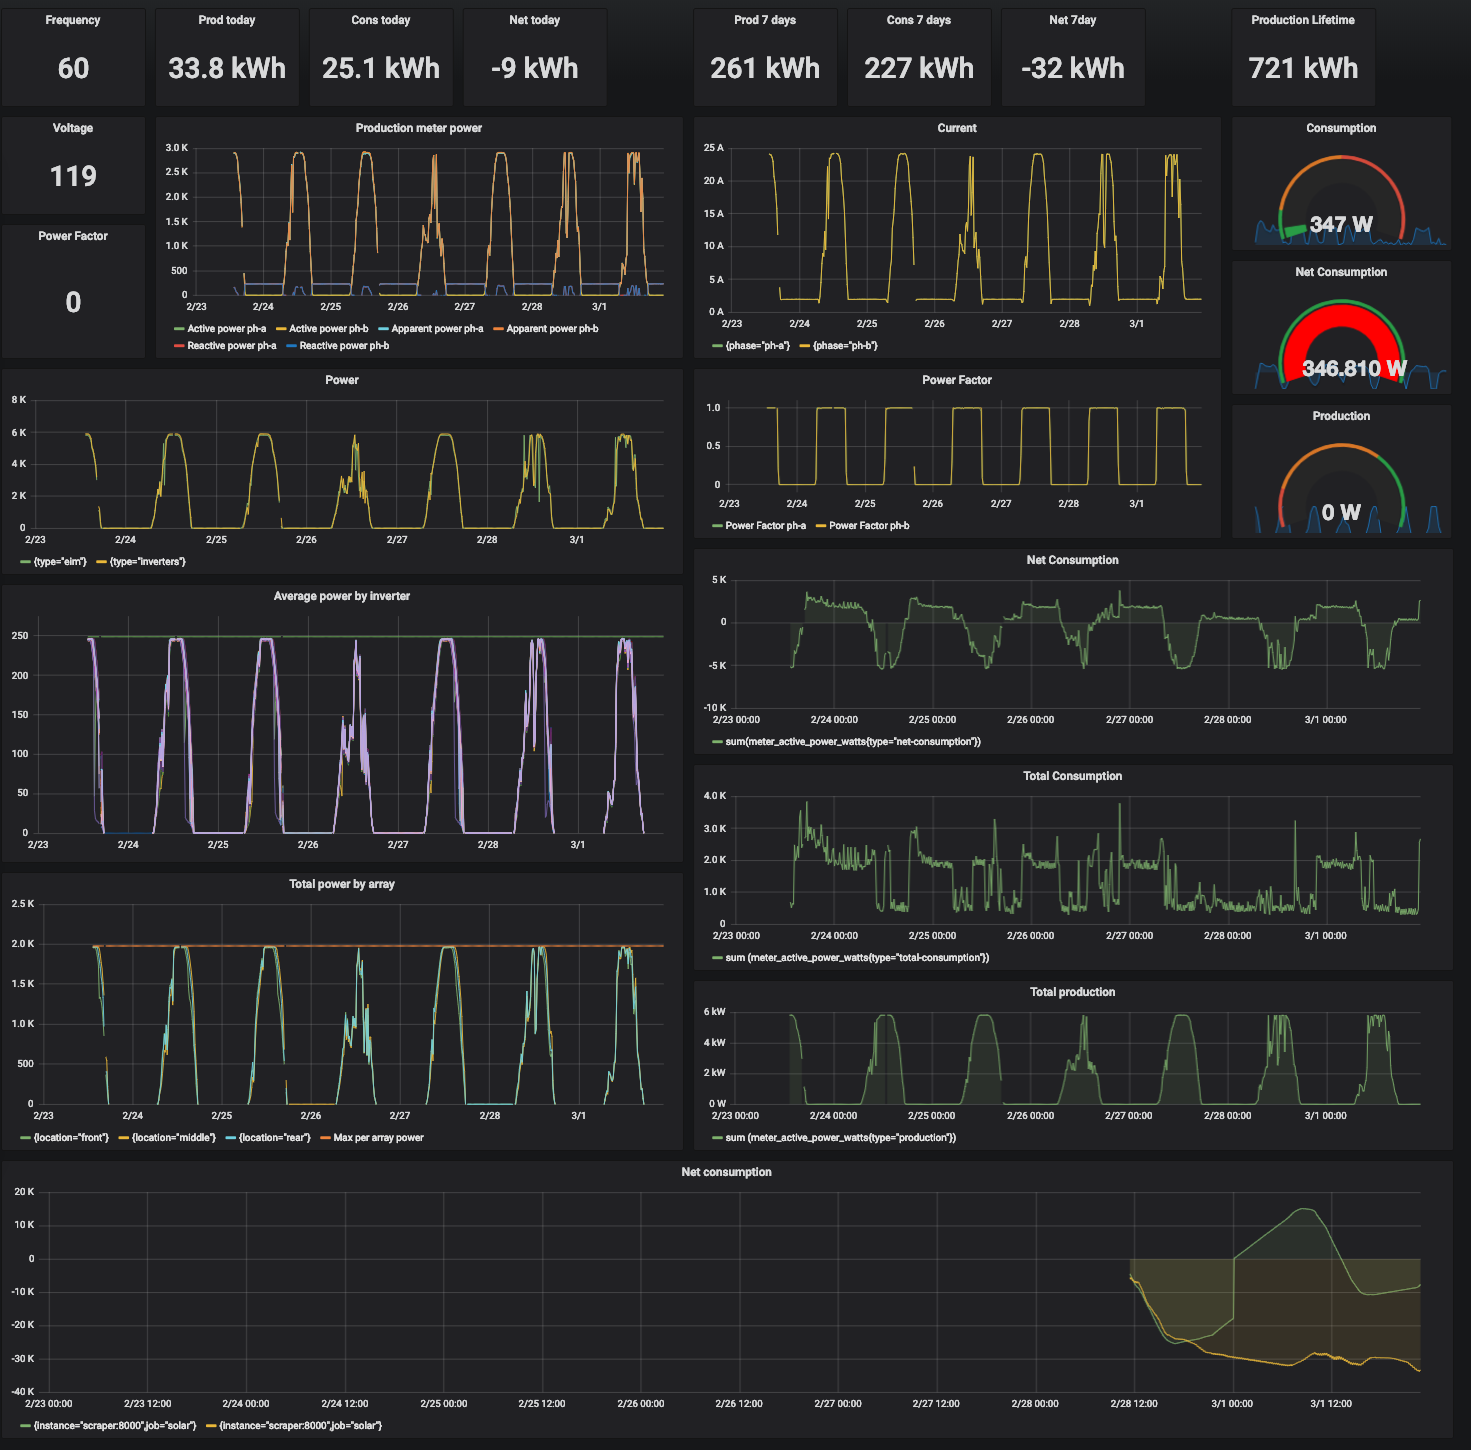 Frequency
60
Prod today
33.8 kWh
Cons today
25.1 kWh
Net today
-9 kWh
Prod 7 days
261 kWh
Cons 7 days
227 kWh
Net 7day
-32 kWh
Production Lifetime
721 kWh
Voltage
119
Power Factor
0
Production meter power
3.0 K
2.5 K
2.0 K
1.5 K
1.0 K
500
0
2/23 2/24 2/25 2/26 2/27 2/28 3/1
Active power ph-a Active power ph-b Apparent power ph-a Apparent power ph-b
Reactive power ph-a Reactive power ph-b
Current
25 A
20 A
15 A
10 A
5 A
0 A
2/23 2/24 2/25 2/26 2/27 2/28 3/1
{phase="ph-a"} {phase="ph-b"}
Consumption
347 W
Net Consumption
346.810 W
Production
0 W
Power
8 K
6 K
4 K
2 K
0
2/23 2/24 2/25 2/26 2/27 2/28 3/1
{type="eim"} {type="inverters"}
Power Factor
1.0
0.5
0
2/23 2/24 2/25 2/26 2/27 2/28 3/1
Power Factor ph-a Power Factor ph-b
Average power by inverter
250
200
150
100
50
0
2/23 2/24 2/25 2/26 2/27 2/28 3/1
Net Consumption
5 K
0
-5 K
-10 K
2/23 00:00 2/24 00:00 2/25 00:00 2/26 00:00 2/27 00:00 2/28 00:00 3/1 00:00
sum(meter_active_power_watts{type="net-consumption"})
Total Consumption
4.0 K
3.0 K
2.0 K
1.0 K
0
2/23 00:00 2/24 00:00 2/25 00:00 2/26 00:00 2/27 00:00 2/28 00:00 3/1 00:00
sum (meter_active_power_watts{type="total-consumption"})
Total power by array
2.5 K
2.0 K
1.5 K
1.0 K
500
0
2/23 2/24 2/25 2/26 2/27 2/28 3/1
{location="front"} {location="middle"} {location="rear"} Max per array power
Total production
6 kW
4 kW
2 kW
0 W
2/23 00:00 2/24 00:00 2/25 00:00 2/26 00:00 2/27 00:00 2/28 00:00 3/1 00:00
sum (meter_active_power_watts{type="production"})
Net consumption
20 K
10 K
0
-10 K
-20 K
-30 K
-40 K
2/23 00:00 2/23 12:00 2/24 00:00 2/24 12:00 2/25 00:00 2/25 12:00 2/26 00:00 2/26 12:00 2/27 00:00 2/27 12:00 2/28 00:00 2/28 12:00 3/1 00:00 3/1 12:00
{instance="scraper:8000",job="solar"} {instance="scraper:8000",job="solar"}